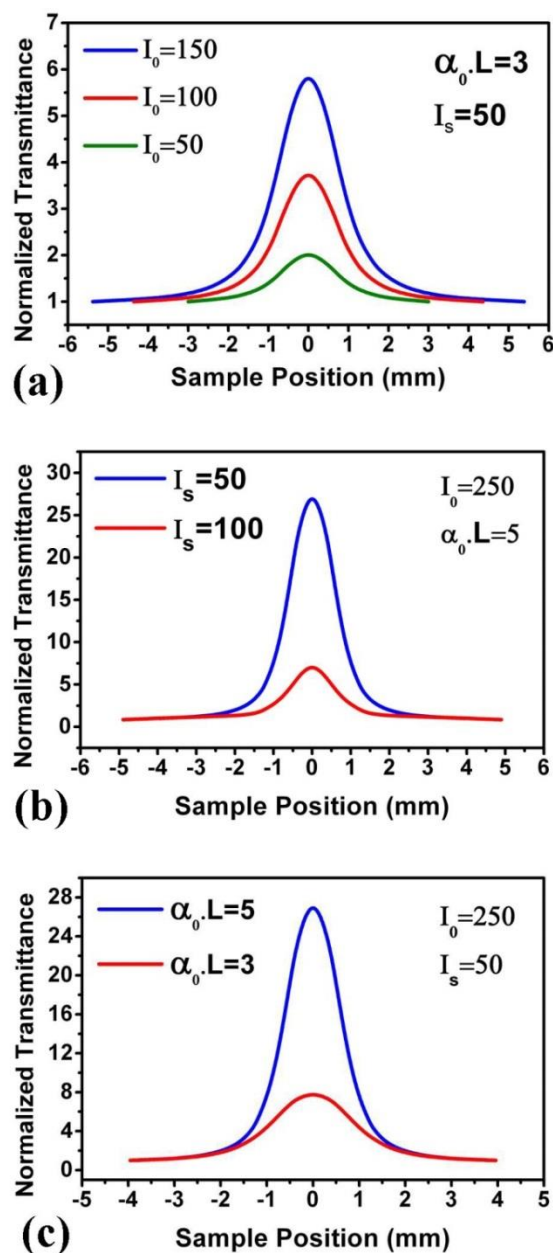 7
6
5
4
3
2
1
Normalized Transmittance
I₀=150
I₀=100
I₀=50
α₀.L=3
Iₛ=50
-6 -5 -4 -3 -2 -1 0 1 2 3 4 5 6
Sample Position (mm)
(a)
30
25
20
15
10
5
0
Normalized Transmittance
Iₛ=50
Iₛ=100
I₀=250
α₀.L=5
-6 -5 -4 -3 -2 -1 0 1 2 3 4 5 6
Sample Position (mm)
(b)
28
24
20
16
12
8
4
0
Normalized Transmittance
α₀.L=5
α₀.L=3
I₀=250
Iₛ=50
-5 -4 -3 -2 -1 0 1 2 3 4 5
Sample Position (mm)
(c)